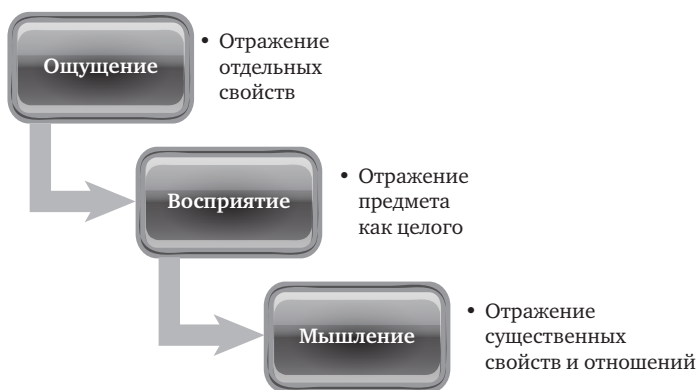 Ощущение
• Отражение
отдельных
свойств
Восприятие
• Отражение
предмета
как целого
Мышление
• Отражение
существенных
свойств и отношений